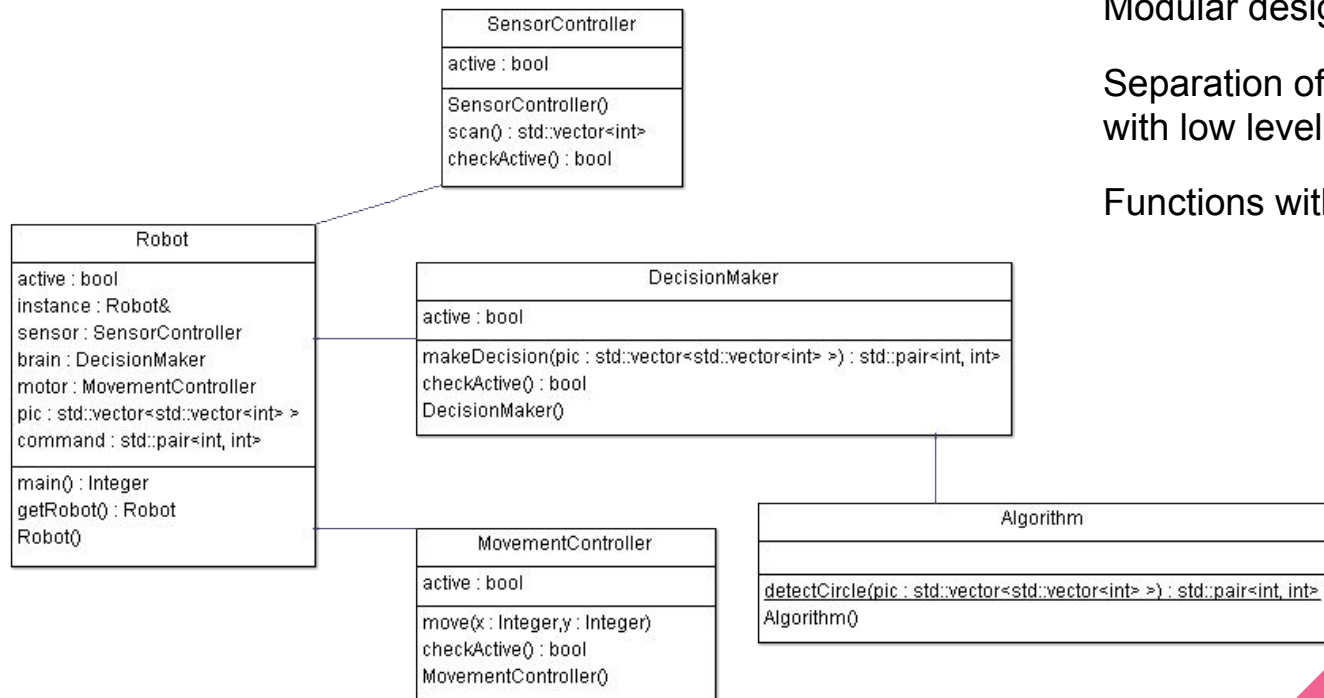 SensorController
active : bool
SensorController()
scan() : std::vector<int>
checkActive() : bool
Robot
active : bool
instance : Robot&
sensor : SensorController
brain : DecisionMaker
motor : MovementController
pic : std::vector<std::vector<int> >
command : std::pair<int, int>
main() : Integer
getRobot() : Robot
Robot()
DecisionMaker
active : bool
makeDecision(pic : std::vector<std::vector<int> >) : std::pair<int, int>
checkActive() : bool
DecisionMaker()
MovementController
active : bool
move(x : Integer,y : Integer)
checkActive() : bool
MovementController()
Algorithm
detectCircle(pic : std::vector<std::vector<int> >) : std::pair<int, int>
Algorithm()
Modular
Separation of
with low level
Functions